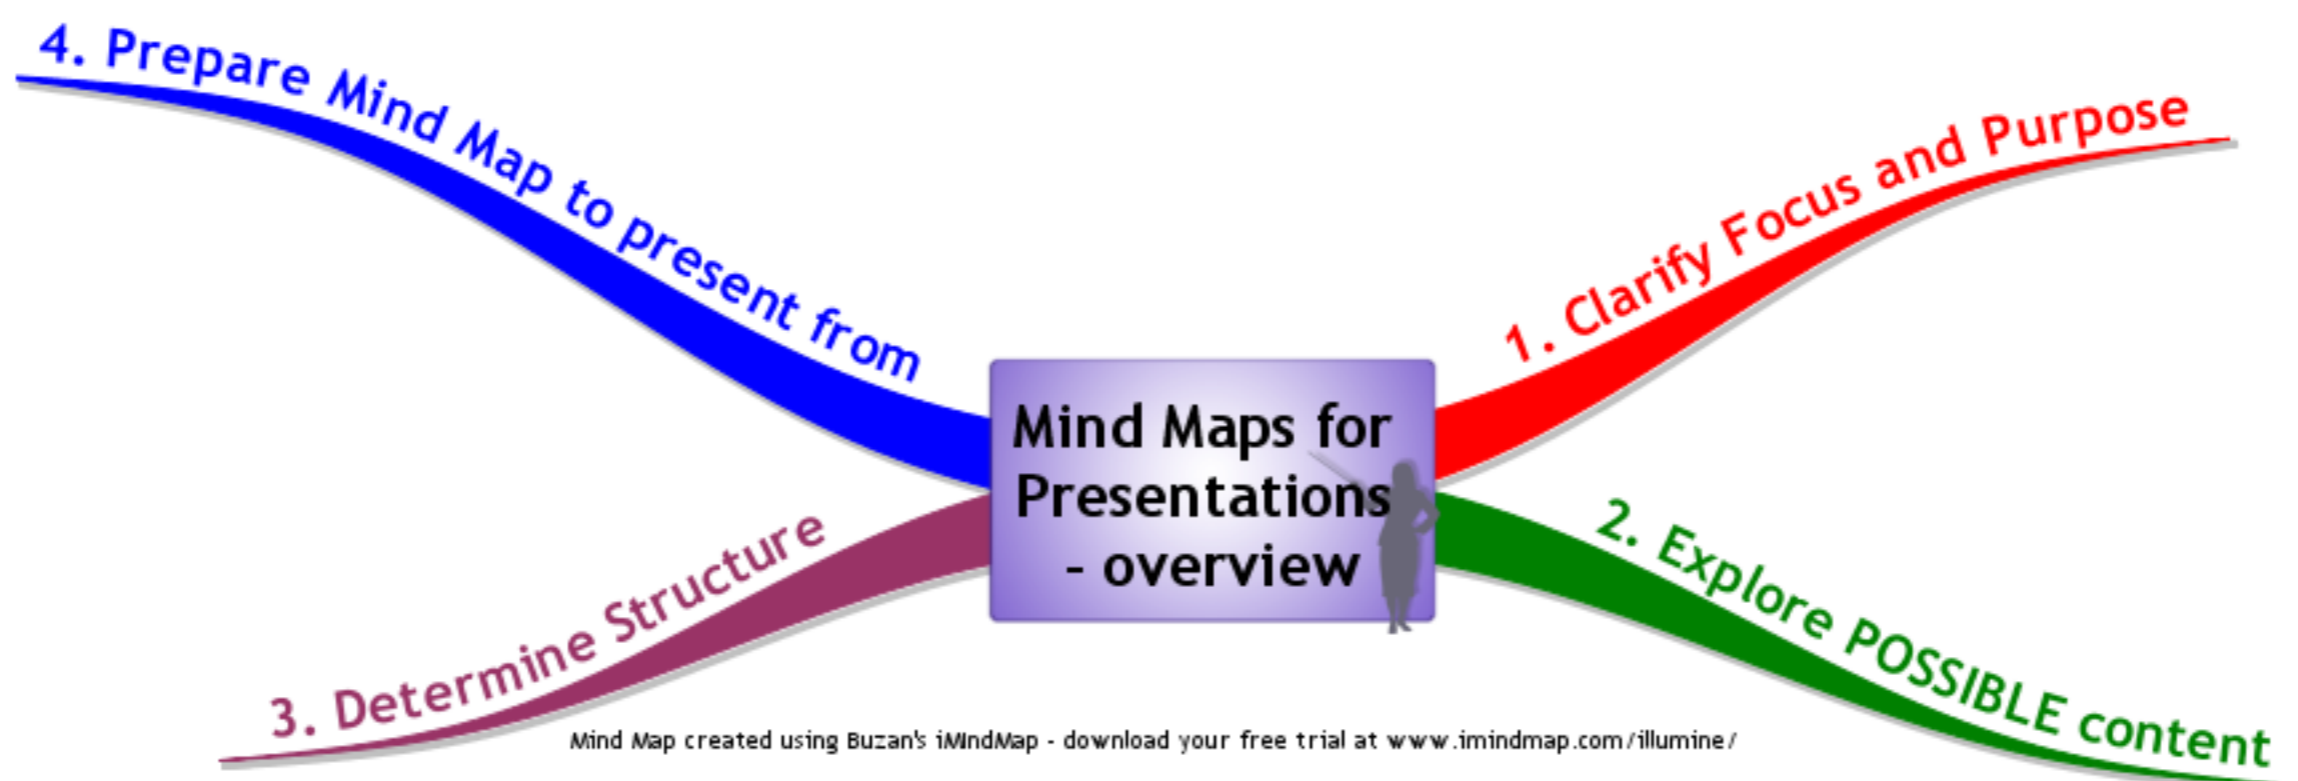 4. Prepare Mind Map to present from
1. Clarify Focus and Purpose
Mind Maps for
Presentations
- overview
2. Explore POSSIBLE content
3. Determine Structure
Mind Map created using Buzan's iMIndMap - download your free trial at www.imindmap.com/illumine/